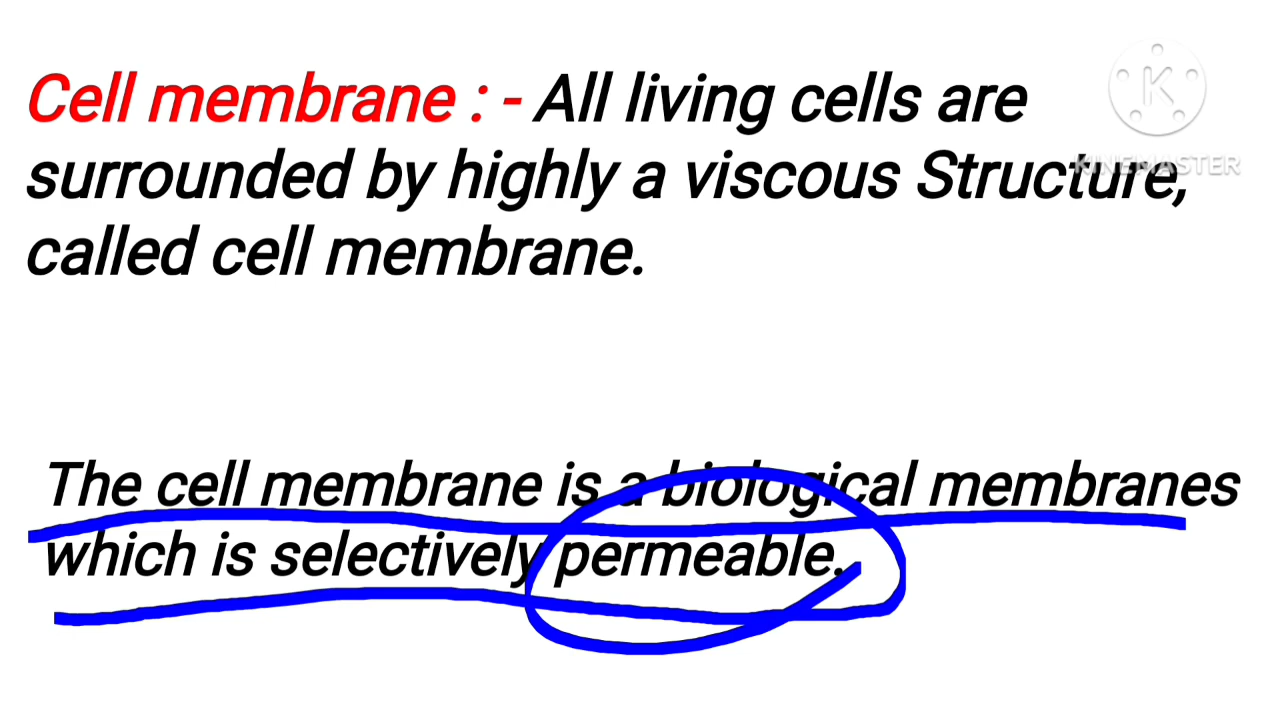 Cell membrane : - All living cells are
KINEMASTER
surrounded by highly a viscous Structure,
called cell membrane.
The cell membrane is a biological membranes
which is selectively permeable.